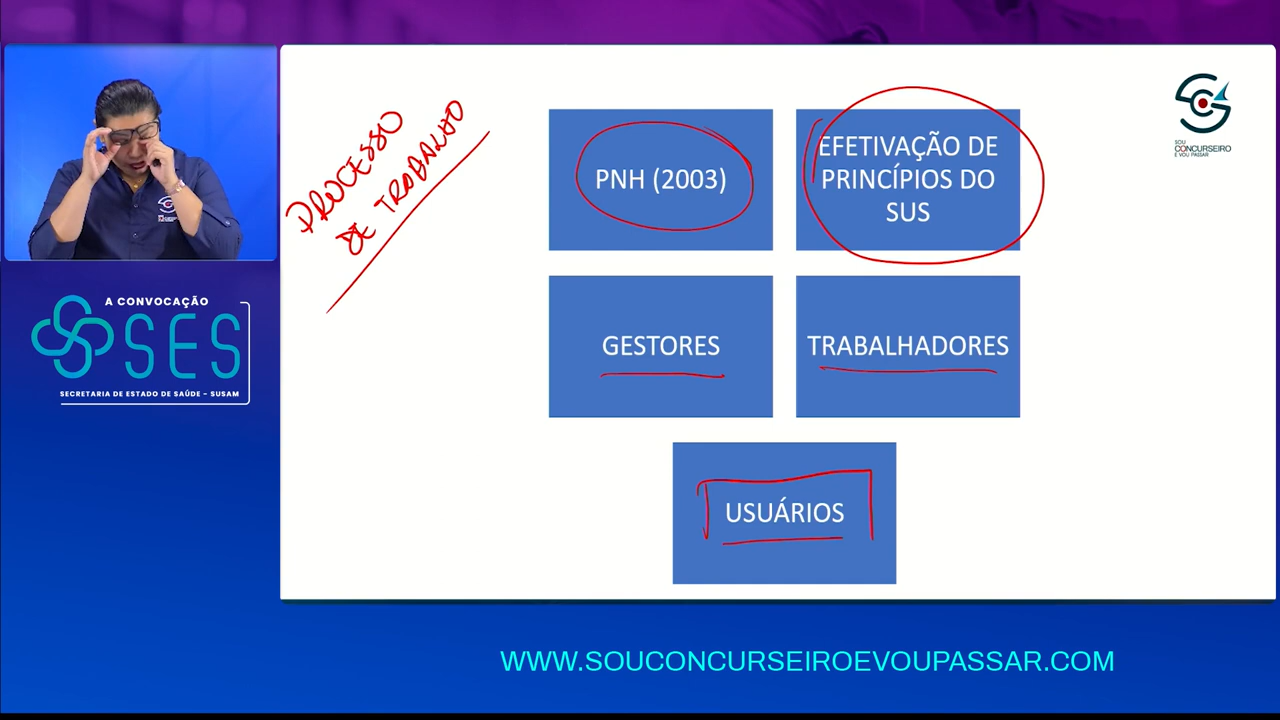 PROCESSO
DE TRABALHO
PNH (2003)
EFETIVAÇÃO DE
PRINCÍPIOS DO
SUS
SOU
CONCURSEIRO
E VOU PASSAR
GESTORES
TRABALHADORES
USUÁRIOS
A CONVOCAÇÃO
SES
SECRETARIA DE ESTADO DE SAÚDE - SUSAM
WWW.SOUCONCURSEIROEVOUPASSAR.COM